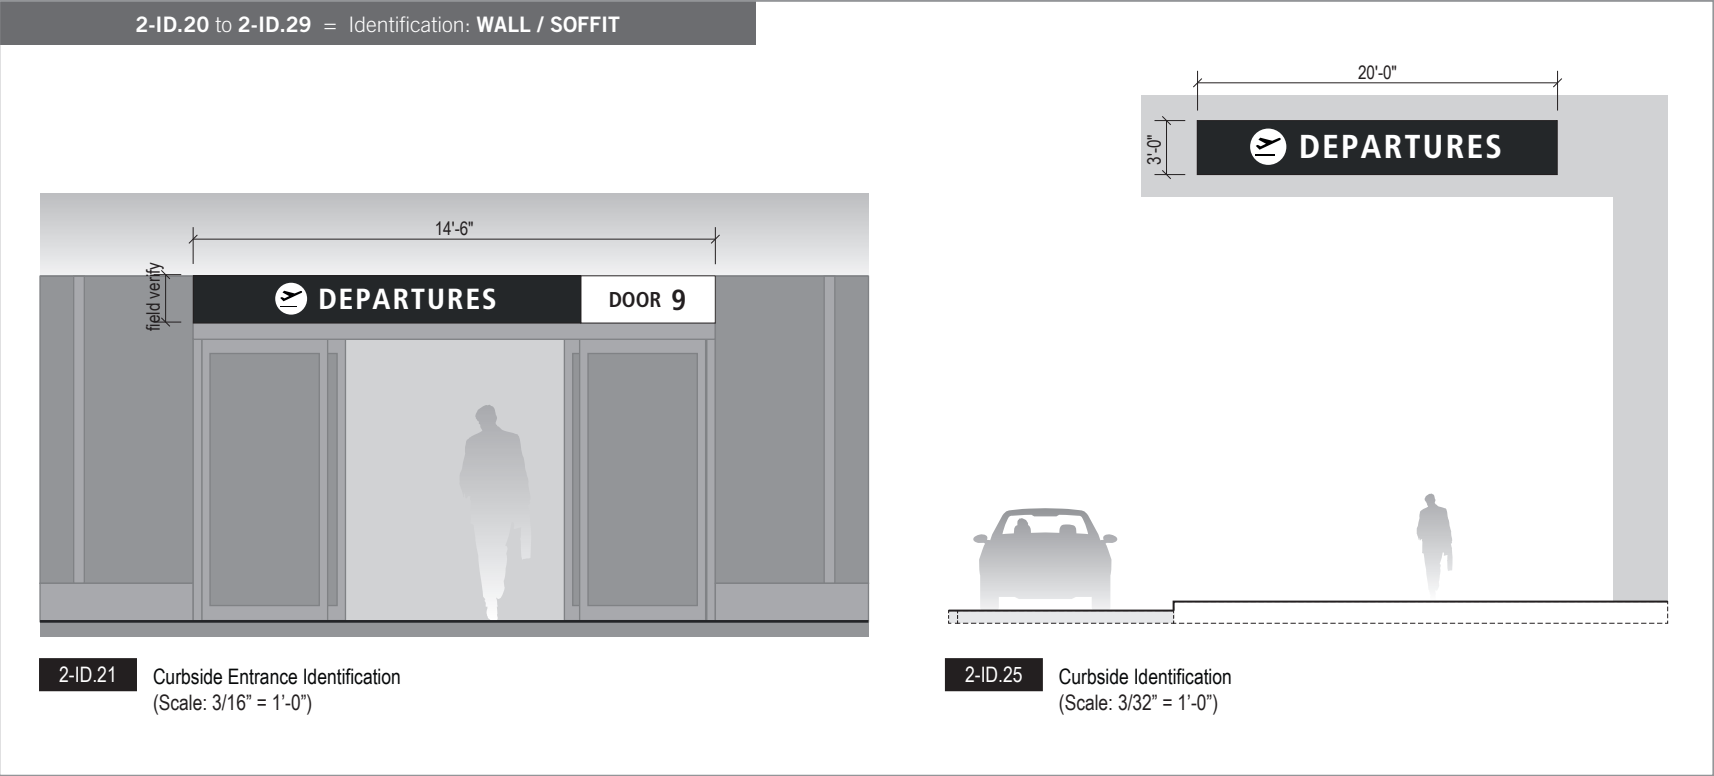 2-ID.20 to 2-ID.29 = Identification: WALL / SOFFIT
14'-6"
field verify
DEPARTURES
DOOR 9
2-ID.21
Curbside Entrance Identification
(Scale: 3/16” = 1’-0”)
20'-0"
3'-0"
DEPARTURES
2-ID.25
Curbside Identification
(Scale: 3/32” = 1’-0”)